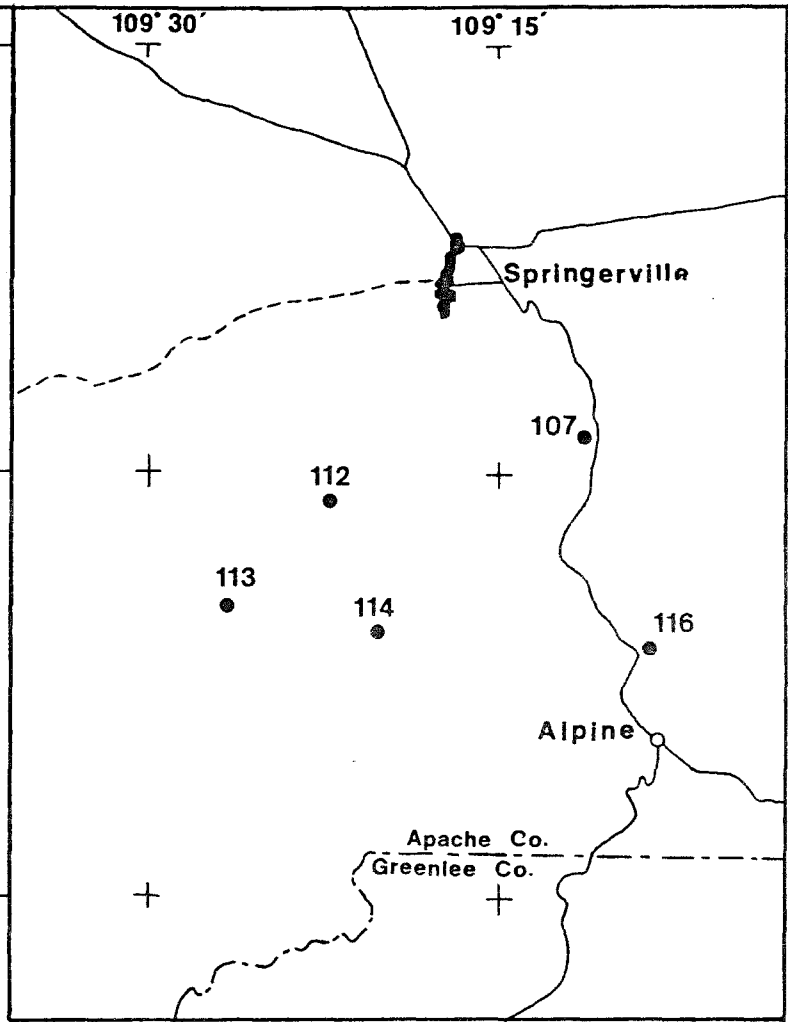 109° 30´
109° 15´
Springerville
107
112
113
114
116
Alpine
Apache Co.
Greenlee Co.